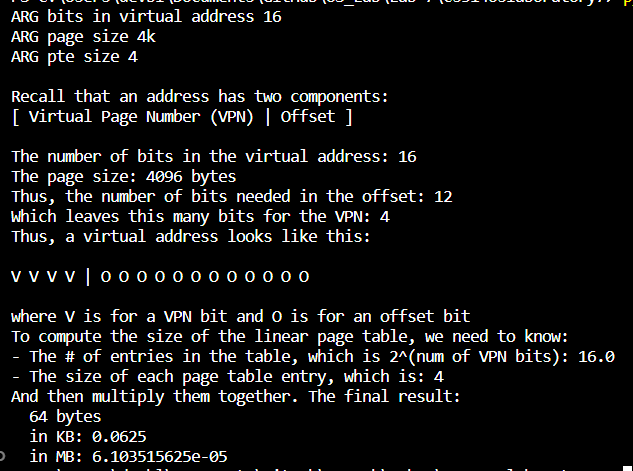 ARG bits in virtual address 16
ARG page size 4k
ARG pte size 4
Recall that an address has two components:
[ Virtual Page Number (VPN) | Offset ]
The number of bits in the virtual address: 16
The page size: 4096 bytes
Thus, the number of bits needed in the offset: 12
Which leaves this many bits for the VPN: 4
Thus, a virtual address looks like this:
V V V V | O O O O O O O O O O O O
where V is for a VPN bit and O is for an offset bit
To compute the size of the linear page table, we need to know:
- The # of entries in the table, which is 2^(num of VPN bits): 16.0
- The size of each page table entry, which is: 4
And then multiply them together. The final result:
  64 bytes
  in KB: 0.0625
  in MB: 6.103515625e-05